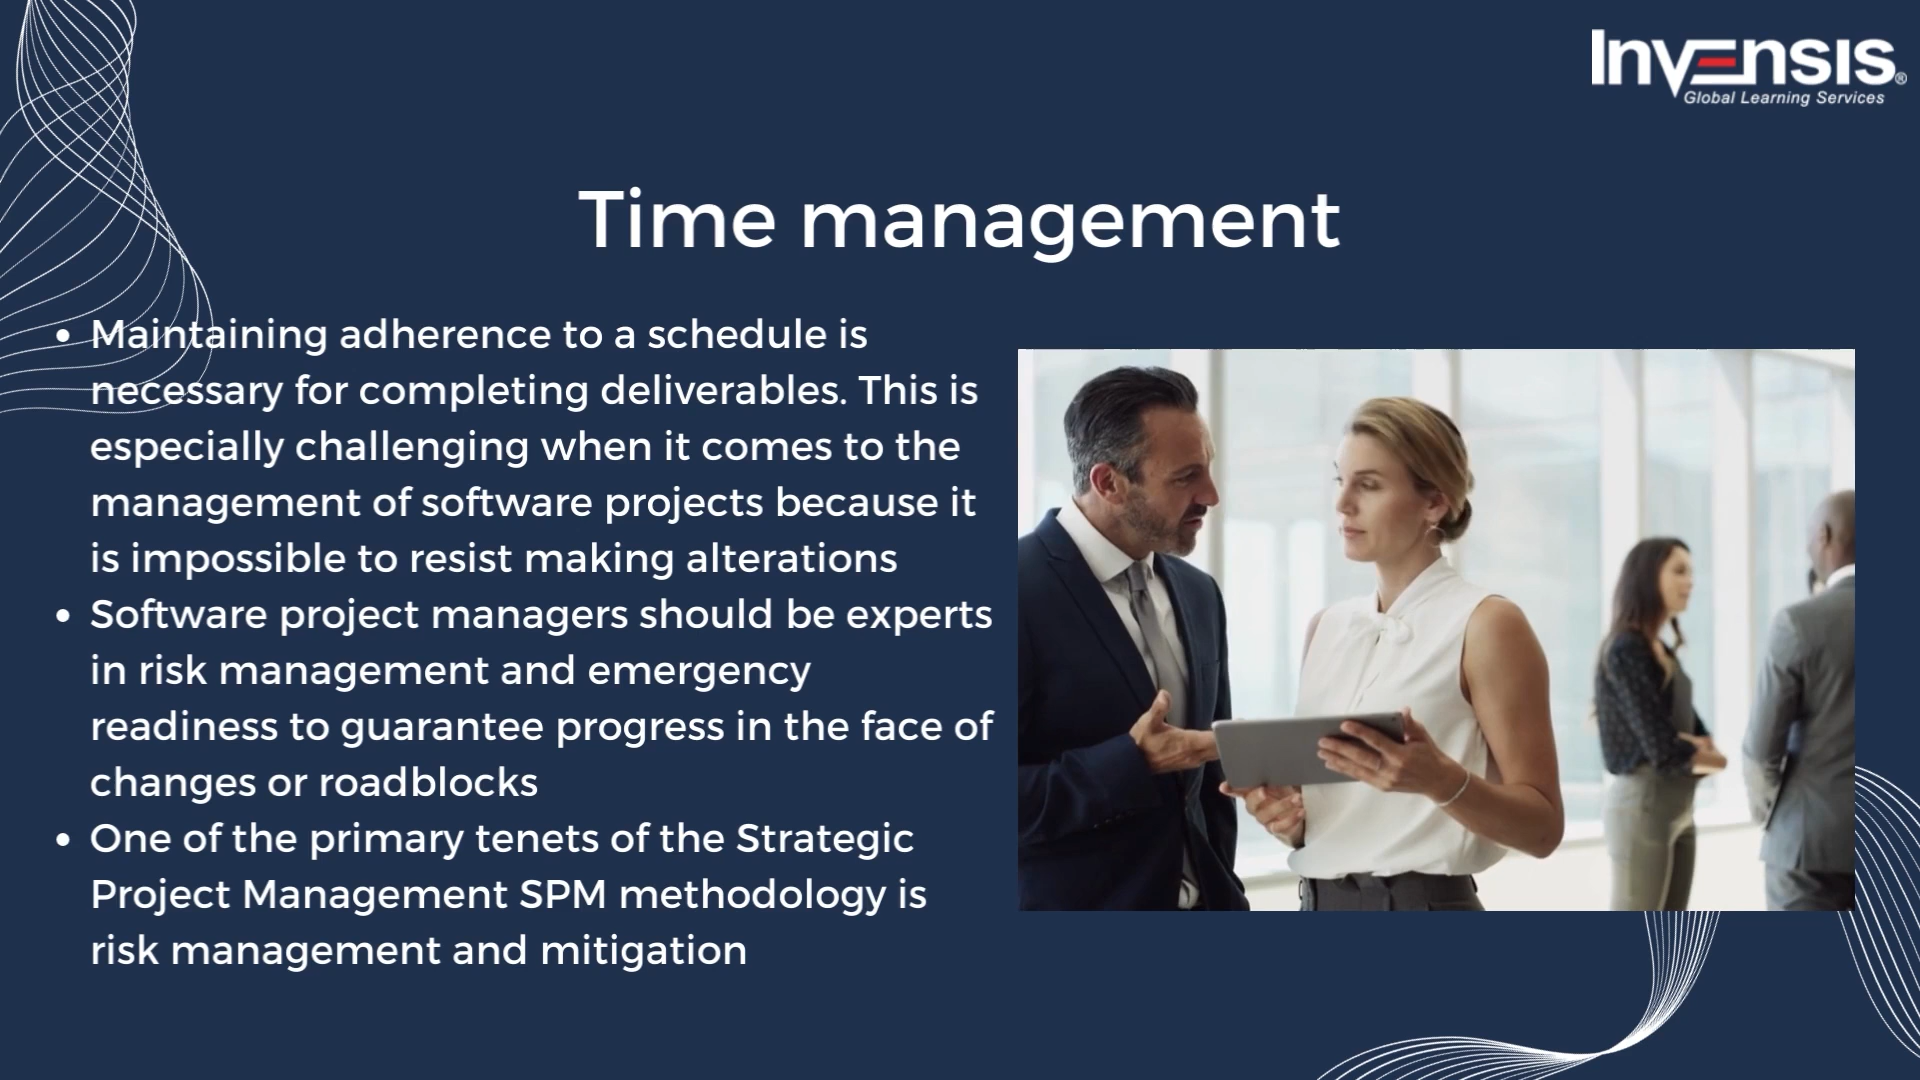 Invensis®
Global Learning Services
Time management
• Maintaining adherence to a schedule is
necessary for completing deliverables. This is
especially challenging when it comes to the
management of software projects because it
is impossible to resist making alterations
• Software project managers should be experts
in risk management and emergency
readiness to guarantee progress in the face of
changes or roadblocks
• One of the primary tenets of the Strategic
Project Management SPM methodology is
risk management and mitigation